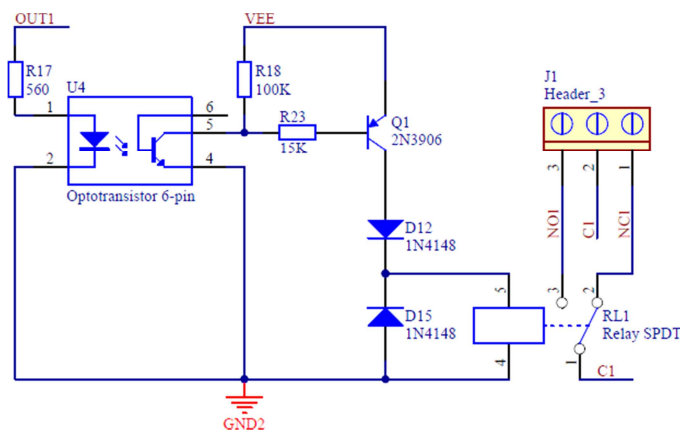 OUT1
VEE
R17
560
U4
R18
100K
J1
Header_3
1
6
5
R23
15K
Q1
2N3906
2
4
Optotransistor 6-pin
3
2
1
NO1
C1
NC1
D12
1N4148
5
3
2
D15
1N4148
RL1
Relay SPDT
4
1
C1
GND2